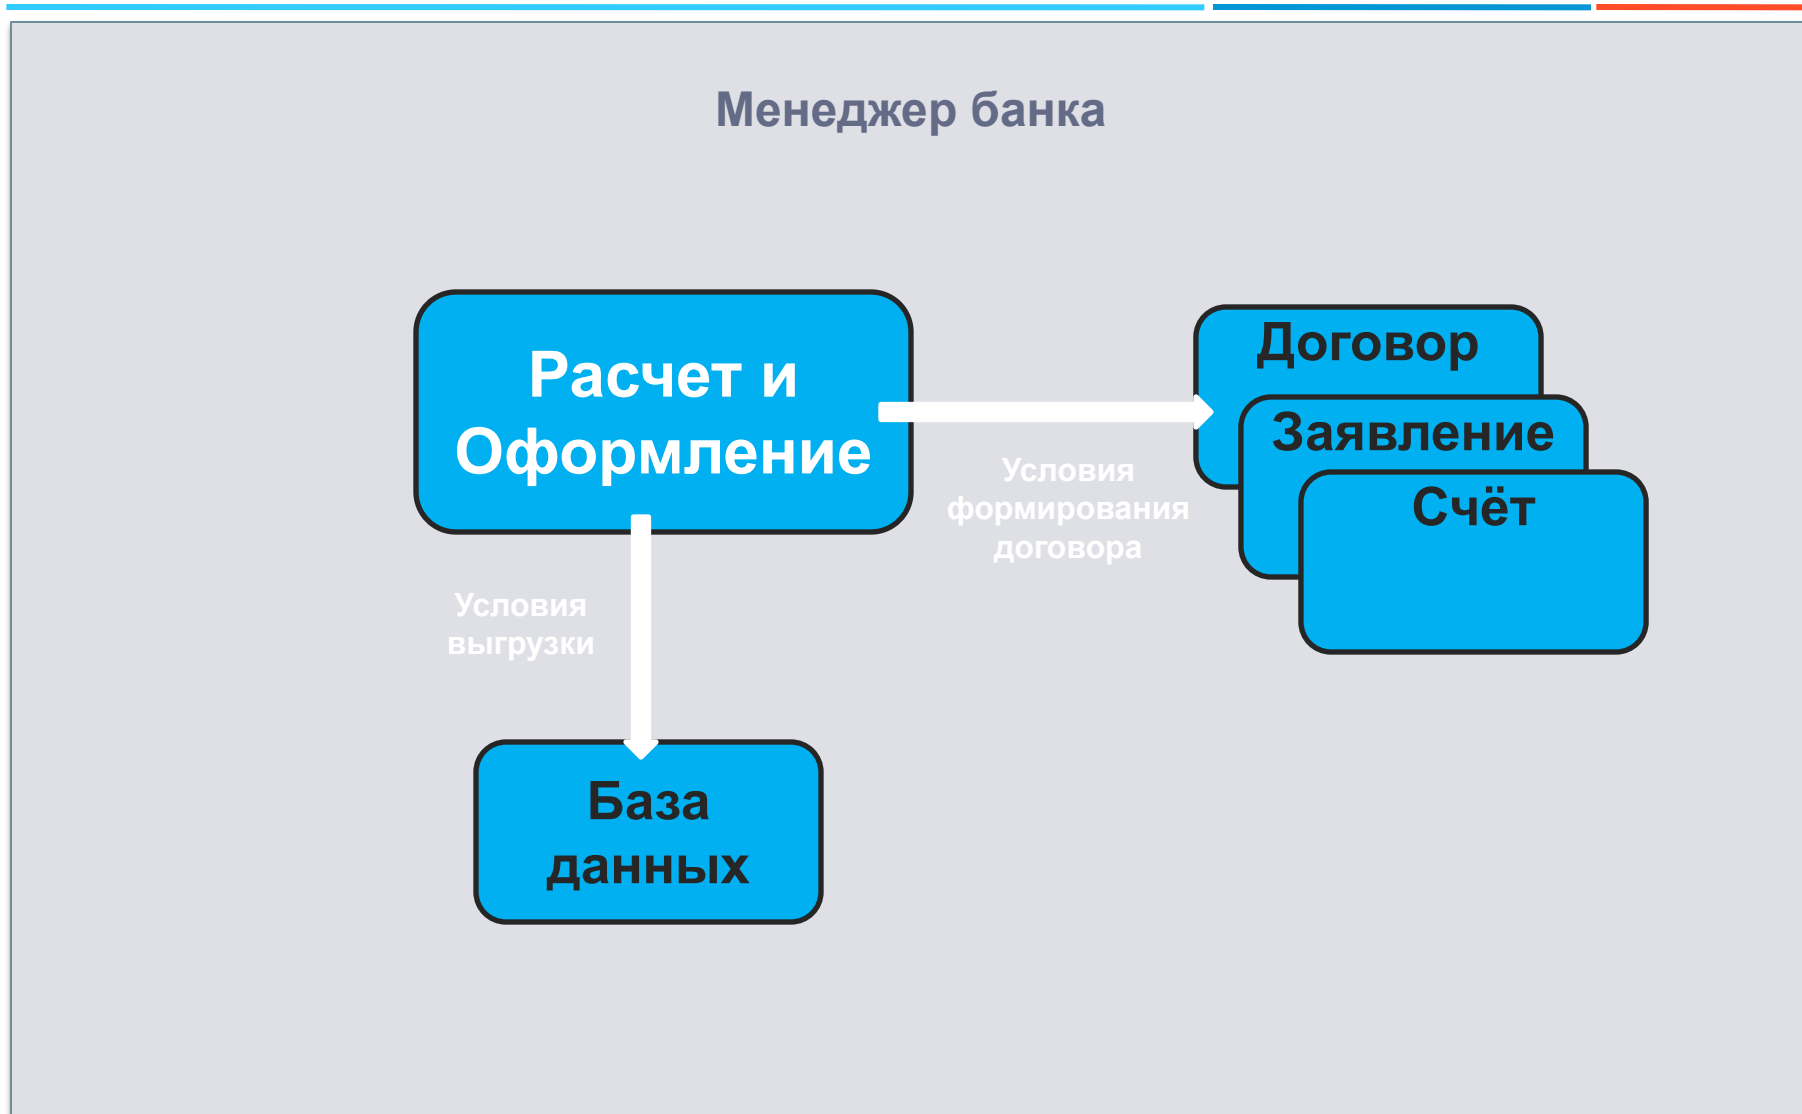 Менеджер банка
Расчет и
Оформление
Договор
Заявление
Счёт
Условия
формирования
договора
Условия
выгрузки
База
данных